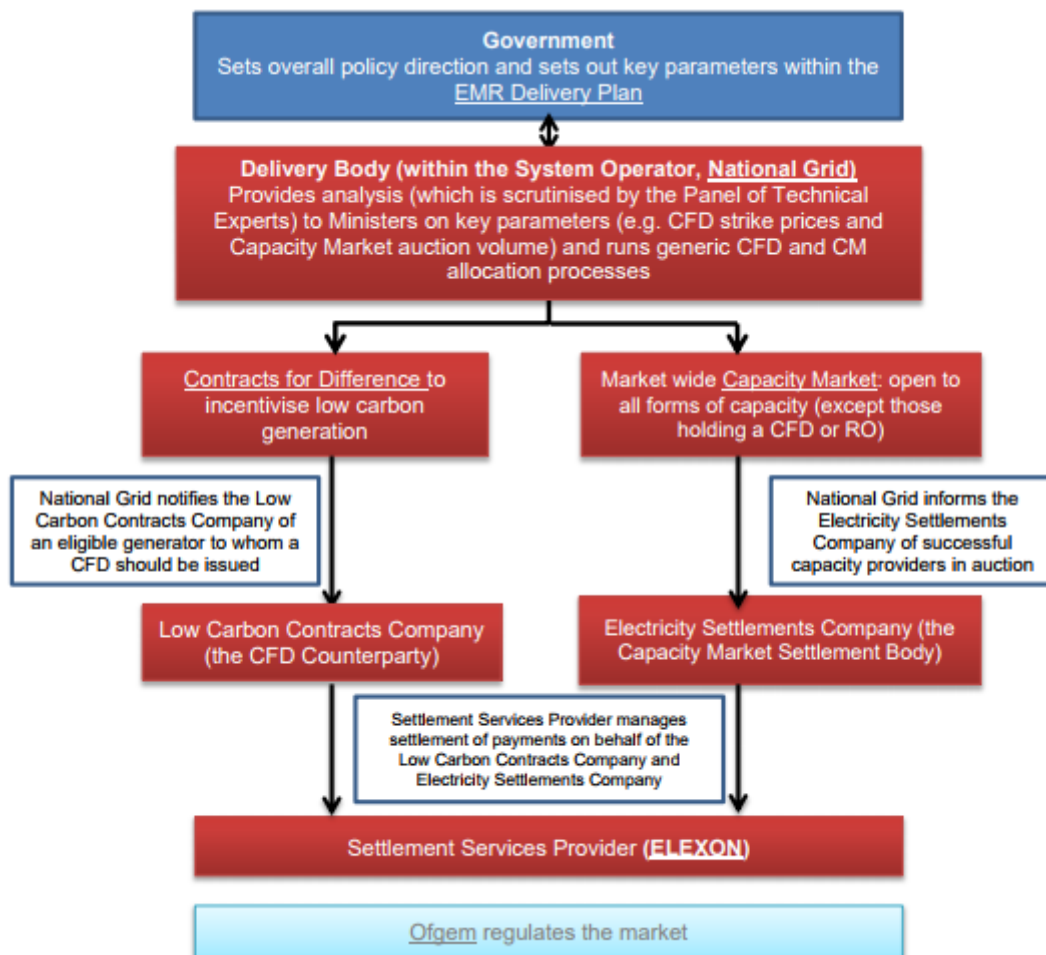 Government
Sets overall policy direction and sets out key parameters within the
EMR Delivery Plan
Delivery Body (within the System Operator, National Grid)
Provides analysis (which is scrutinised by the Panel of Technical
Experts) to Ministers on key parameters (e.g. CFD strike prices and
Capacity Market auction volume) and runs generic CFD and CM
allocation processes
Contracts for Difference to
incentivise low carbon
generation
Market wide Capacity Market: open to
all forms of capacity (except those
holding a CFD or RO)
National Grid notifies the Low
Carbon Contracts Company of
an eligible generator to whom a
CFD should be issued
National Grid informs the
Electricity Settlements
Company of successful
capacity providers in auction
Low Carbon Contracts Company
(the CFD Counterparty)
Electricity Settlements Company (the
Capacity Market Settlement Body)
Settlement Services Provider manages
settlement of payments on behalf of the
Low Carbon Contracts Company and
Electricity Settlements Company
Settlement Services Provider (ELEXON)
Ofgem regulates the market